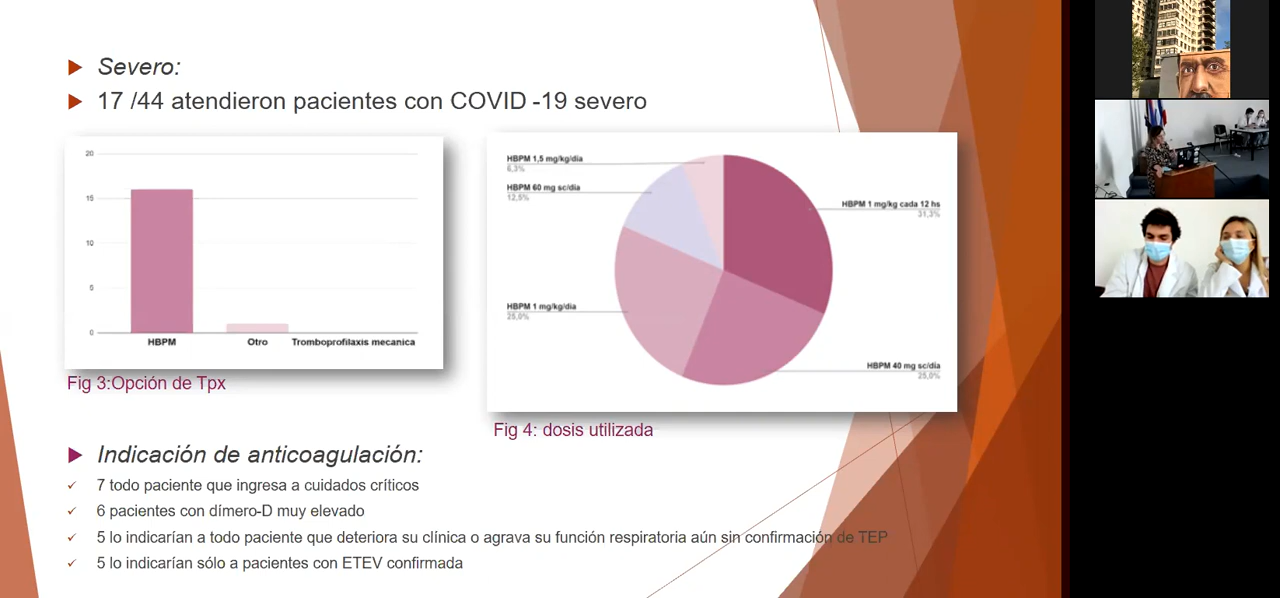 Severo:
17 /44 atendieron pacientes con COVID -19 severo
20
15
10
5
0
HBPM
Otro
Tromboprofilaxis mecanica
Fig 3:Opción de Tpx
HBPM 1,5 mg/kg/dia
6,3%
HBPM 60 mg sc/dia
12,5%
HBPM 1 mg/kg cada 12 hs
31,3%
HBPM 1 mg/kg/dia
25,0%
HBPM 40 mg sc/dia
25,0%
Fig 4: dosis utilizada
Indicación de anticoagulación:
7 todo paciente que ingresa a cuidados críticos
6 pacientes con dímero-D muy elevado
5 lo indicarían a todo paciente que deteriora su clínica o agrava su función respiratoria aún sin confirmación de TEP
5 lo indicarían sólo a pacientes con ETEV confirmada